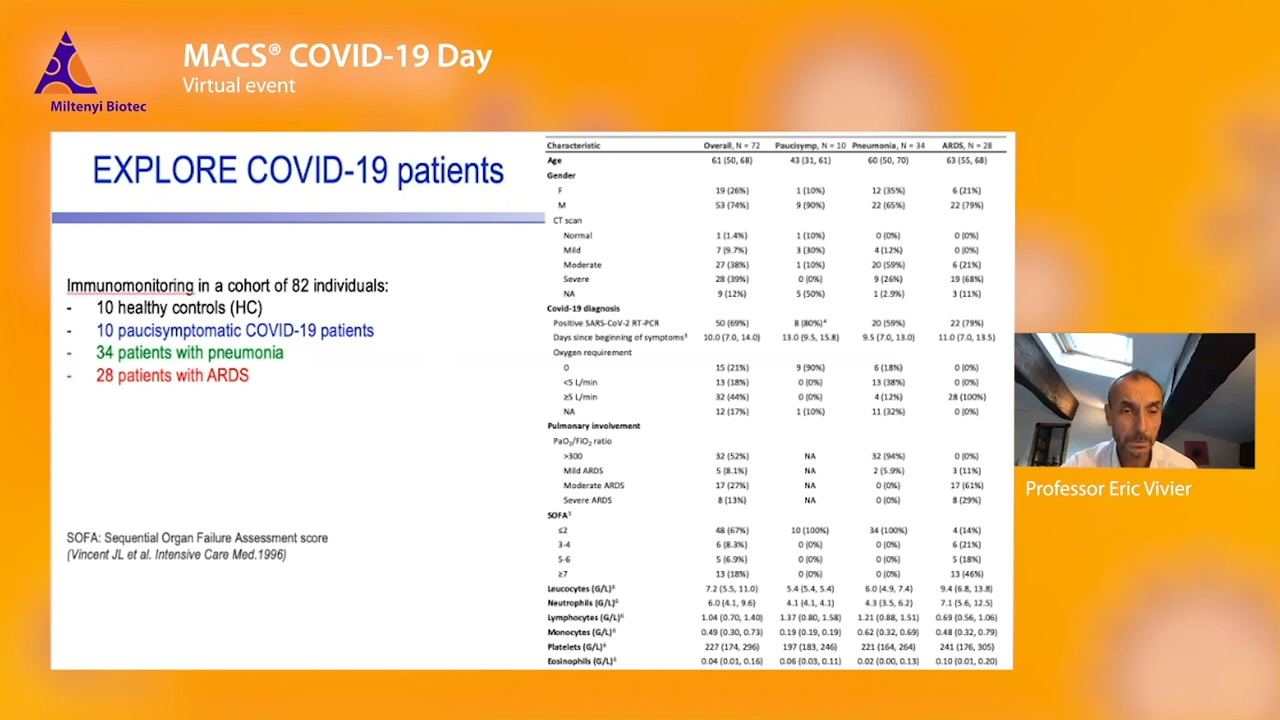 MACS® COVID-19 Day
Virtual event
Miltenyi Biotec
EXPLORE COVID-19 patients
Immunomonitoring in a cohort of 82 individuals:
- 10 healthy controls (HC)
- 10 paucisymptomatic COVID-19 patients
- 34 patients with pneumonia
- 28 patients with ARDS
SOFA: Sequential Organ Failure Assessment score
(Vincent JL et al. Intensive Care Med.1996)
Characteristic Overall, N = 72 Paucisymp, N = 10 Pneumonia, N = 34 ARDS, N = 28
Age 61 (50, 68) 43 (31, 61) 60 (50, 70) 63 (55, 68)
Gender
F 19 (26%) 1 (10%) 12 (35%) 6 (21%)
M 53 (74%) 9 (90%) 22 (65%) 22 (79%)
CT scan
Normal 1 (1.4%) 1 (10%) 0 (0%) 0 (0%)
Mild 7 (9.7%) 3 (30%) 4 (12%) 0 (0%)
Moderate 27 (38%) 1 (10%) 20 (59%) 6 (21%)
Severe 28 (39%) 0 (0%) 9 (26%) 19 (68%)
NA 9 (12%) 5 (50%) 1 (2.9%) 3 (11%)
Covid-19 diagnosis
Positive SARS-CoV-2 RT-PCR 50 (69%) 8 (80%)⁴ 20 (59%) 22 (79%)
Days since beginning of symptoms³ 10.0 (7.0, 14.0) 13.0 (9.5, 15.8) 9.5 (7.0, 13.0) 11.0 (7.0, 13.5)
Oxygen requirement
0 15 (21%) 9 (90%) 6 (18%) 0 (0%)
<5 L/min 13 (18%) 0 (0%) 13 (38%) 0 (0%)
≥5 L/min 32 (44%) 0 (0%) 4 (12%) 28 (100%)
NA 12 (17%) 1 (10%) 11 (32%) 0 (0%)
Pulmonary involvement
PaO₂/FiO₂ ratio
>300 32 (52%) NA 32 (94%) 0 (0%)
Mild ARDS 5 (8.1%) NA 2 (5.9%) 3 (11%)
Moderate ARDS 17 (27%) NA 0 (0%) 17 (61%)
Severe ARDS 8 (13%) NA 0 (0%) 8 (29%)
SOFA⁵
≤2 48 (67%) 10 (100%) 34 (100%) 4 (14%)
3-4 6 (8.3%) 0 (0%) 0 (0%) 6 (21%)
5-6 5 (6.9%) 0 (0%) 0 (0%) 5 (18%)
≥7 13 (18%) 0 (0%) 0 (0%) 13 (46%)
Leucocytes (G/L)⁶ 7.2 (5.5, 11.0) 5.4 (5.4, 5.4) 6.0 (4.9, 7.4) 9.4 (6.8, 13.8)
Neutrophils (G/L)⁶ 6.0 (4.1, 9.6) 4.1 (4.1, 4.1) 4.3 (3.5, 6.2) 7.1 (5.6, 12.5)
Lymphocytes (G/L)⁶ 1.04 (0.70, 1.40) 1.37 (0.80, 1.58) 1.21 (0.88, 1.51) 0.69 (0.56, 1.06)
Monocytes (G/L)⁶ 0.49 (0.30, 0.73) 0.19 (0.19, 0.19) 0.62 (0.32, 0.69) 0.48 (0.32, 0.79)
Platelets (G/L)⁶ 227 (174, 296) 197 (183, 246) 221 (164, 264) 241 (176, 305)
Eosinophils (G/L)⁶ 0.04 (0.01, 0.16) 0.06 (0.03, 0.11) 0.02 (0.00, 0.13) 0.10 (0.01, 0.20)
Professor Eric Vivier